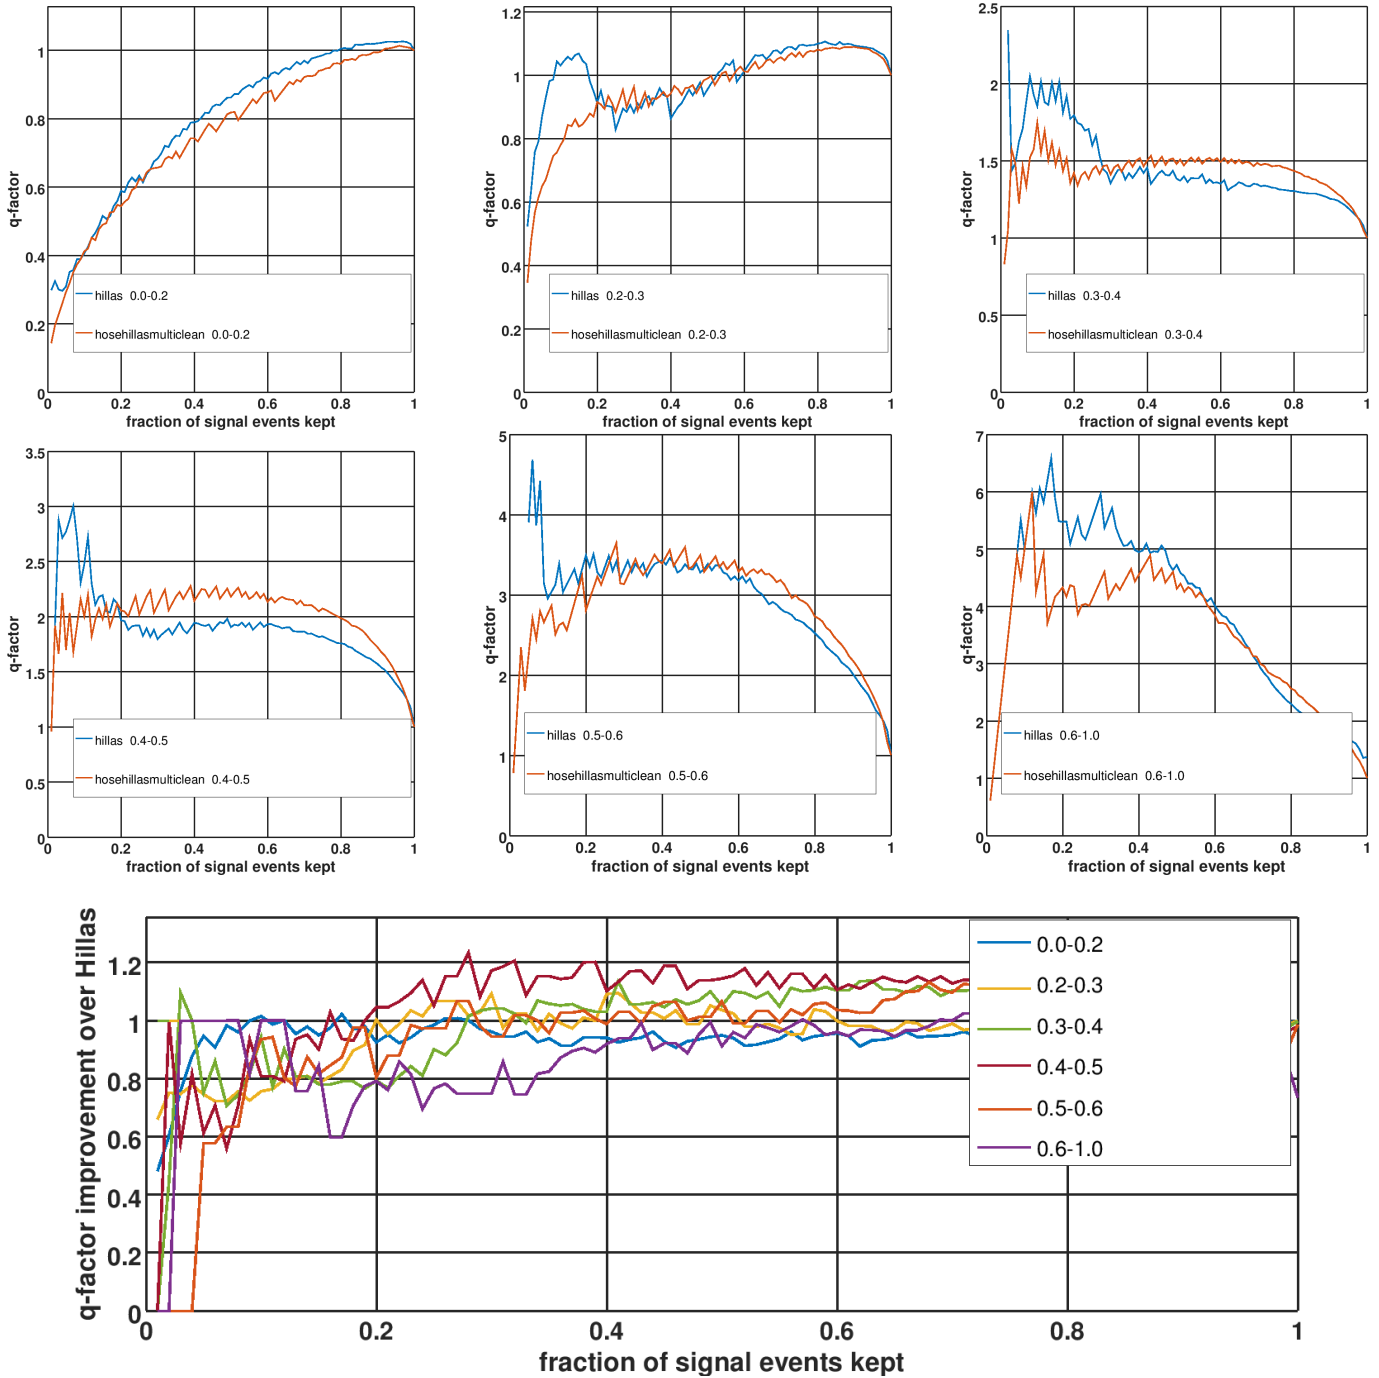 q-factor
1
0.8
0.6
0.4
0.2
0
hillas 0.0-0.2
hosehillasmulticlean 0.0-0.2
0 0.2 0.4 0.6 0.8 1
fraction of signal events kept
q-factor
1.2
1
0.8
0.6
0.4
0.2
0
hillas 0.2-0.3
hosehillasmulticlean 0.2-0.3
0 0.2 0.4 0.6 0.8 1
fraction of signal events kept
q-factor
2.5
2
1.5
1
0.5
0
hillas 0.3-0.4
hosehillasmulticlean 0.3-0.4
0 0.2 0.4 0.6 0.8 1
fraction of signal events kept
q-factor
3.5
3
2.5
2
1.5
1
0.5
0
hillas 0.4-0.5
hosehillasmulticlean 0.4-0.5
0 0.2 0.4 0.6 0.8 1
fraction of signal events kept
q-factor
5
4
3
2
1
0
hillas 0.5-0.6
hosehillasmulticlean 0.5-0.6
0 0.2 0.4 0.6 0.8 1
fraction of signal events kept
q-factor
7
6
5
4
3
2
1
0
hillas 0.6-1.0
hosehillasmulticlean 0.6-1.0
0 0.2 0.4 0.6 0.8 1
fraction of signal events kept
q-factor improvement over Hillas
1.2
1
0.8
0.6
0.4
0.2
0
0.0-0.2
0.2-0.3
0.3-0.4
0.4-0.5
0.5-0.6
0.6-1.0
0 0.2 0.4 0.6 0.8 1
fraction of signal events kept